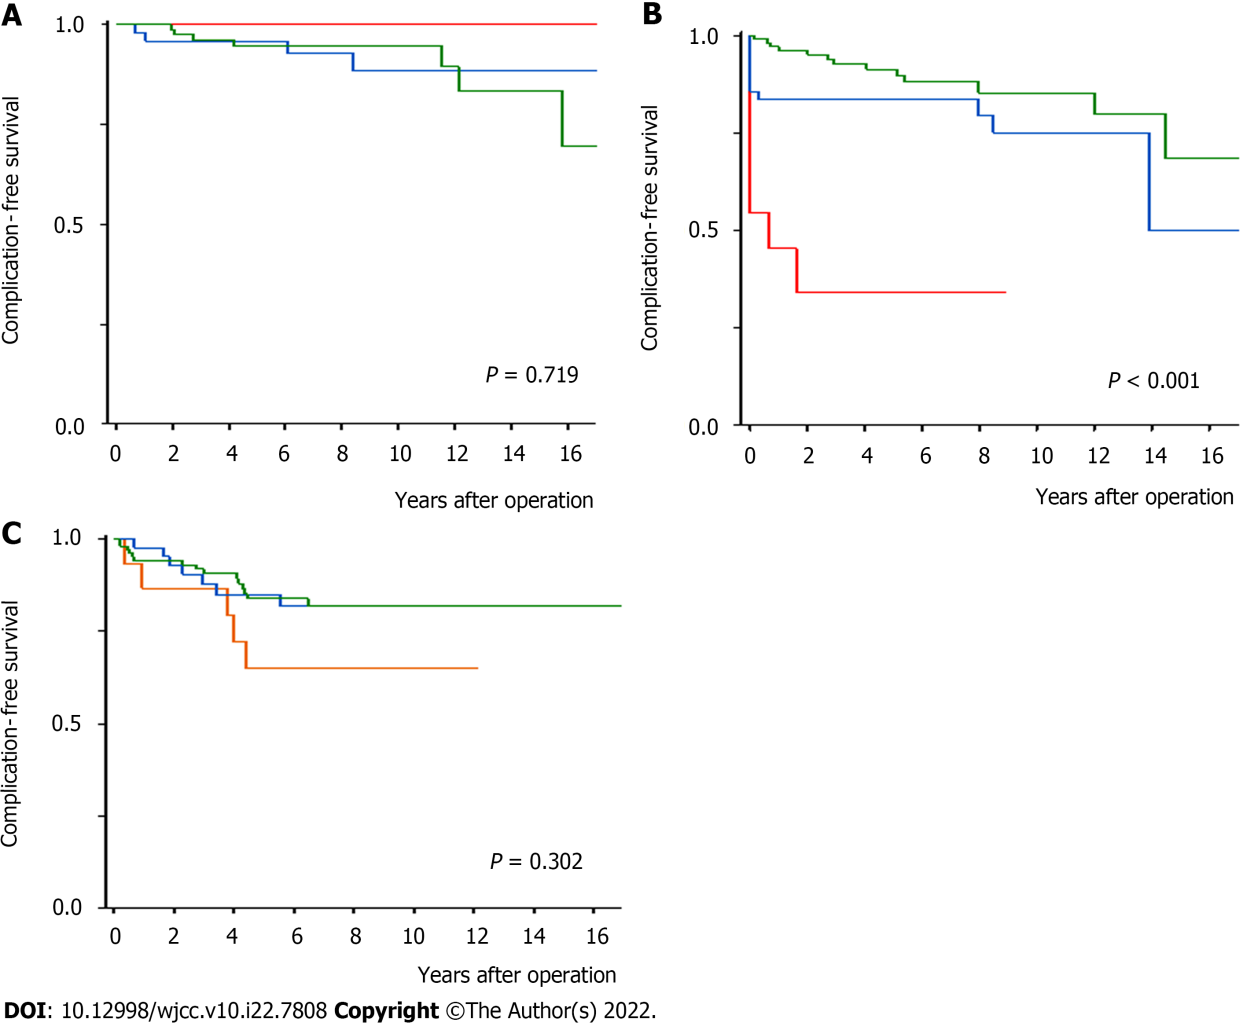 A
Complication-free survival
1.0
0.5
0.0
P = 0.719
0 2 4 6 8 10 12 14 16
Years after operation
B
Complication-free survival
1.0
0.5
0.0
P < 0.001
0 2 4 6 8 10 12 14 16
Years after operation
C
Complication-free survival
1.0
0.5
0.0
P = 0.302
0 2 4 6 8 10 12 14 16
Years after operation
DOI: 10.12998/wjcc.v10.i22.7808 Copyright ©The Author(s) 2022.